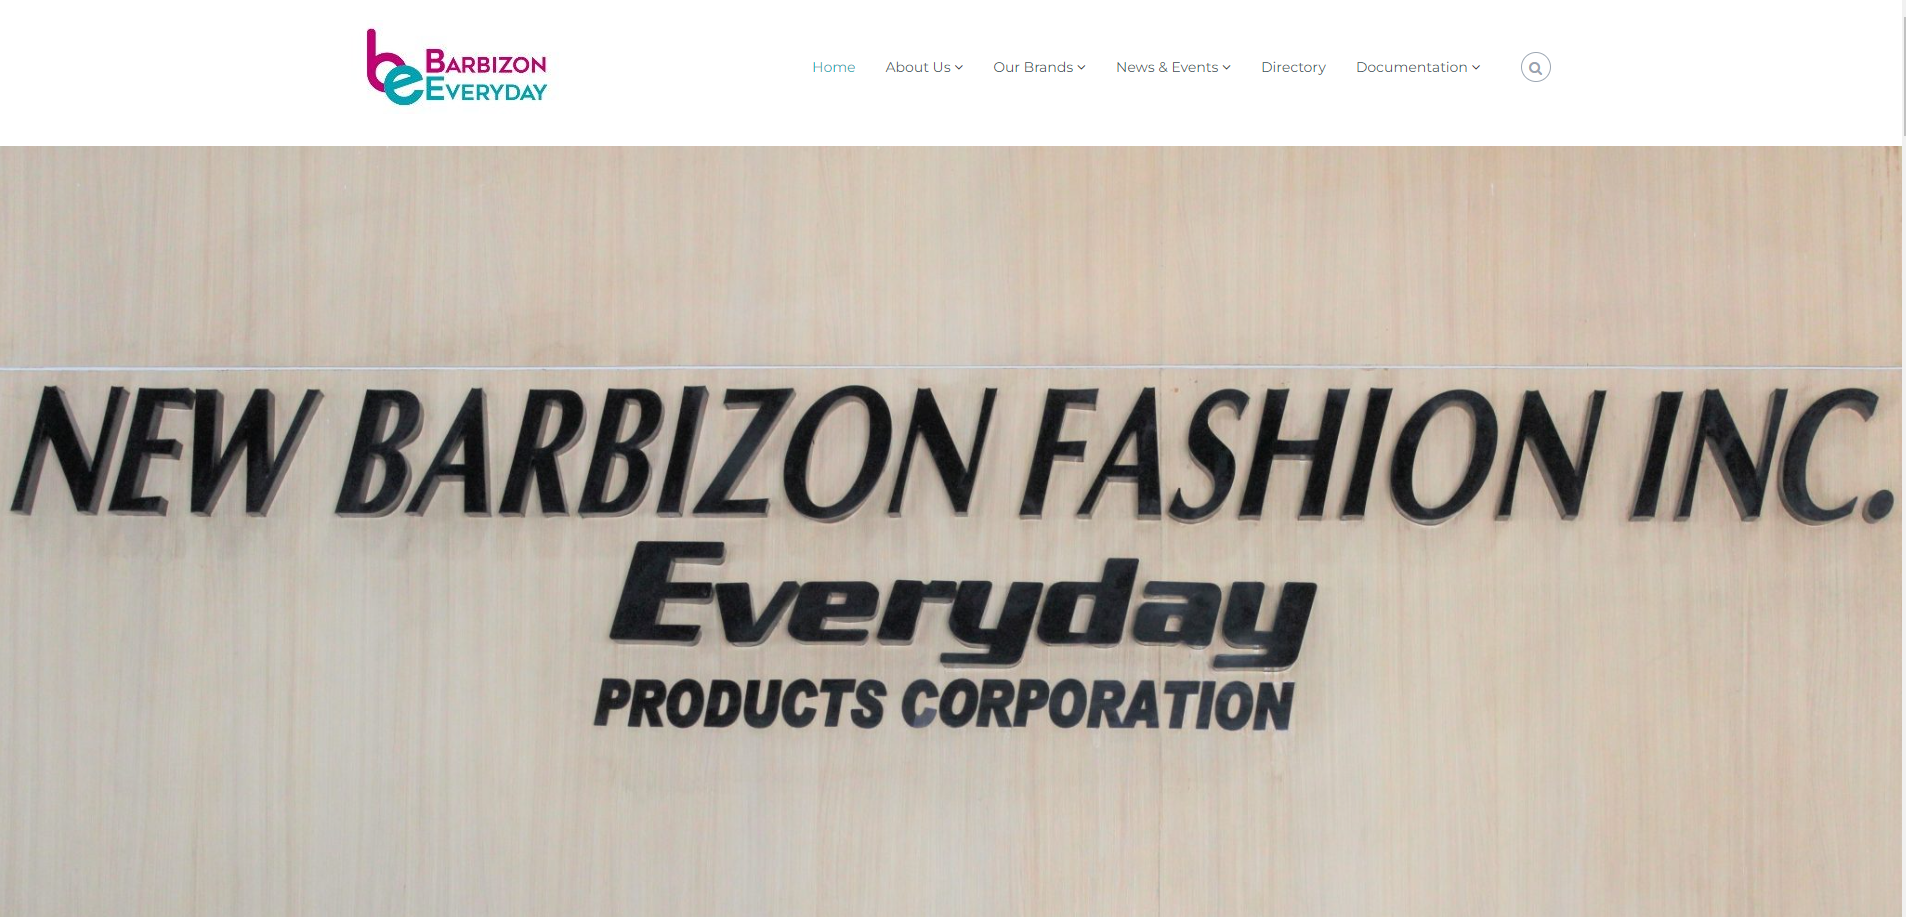 be
BARBIZON
EVERYDAY
Home About Us Our Brands News & Events Directory Documentation
NEW BARBIZON FASHION INC.
Everyday
PRODUCTS CORPORATION